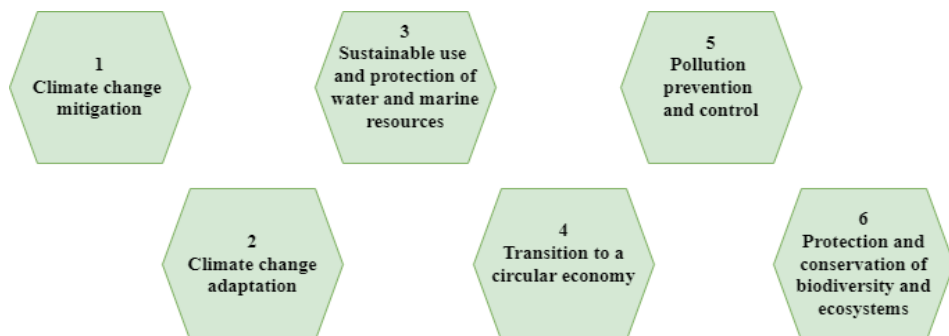 1
Climate change
mitigation
2
Climate change
adaptation
3
Sustainable use
and protection of
water and marine
resources
4
Transition to a
circular economy
5
Pollution
prevention
and control
6
Protection and
conservation of
biodiversity and
ecosystems